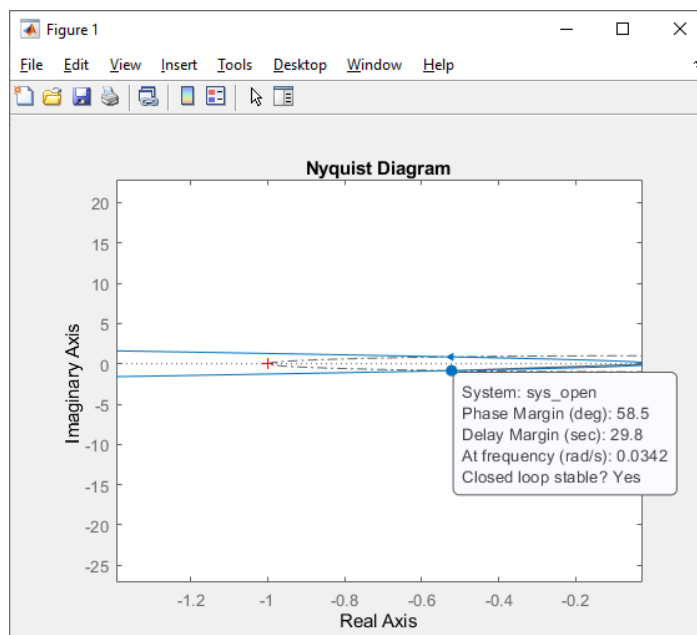 Figure 1
File Edit View Insert Tools Desktop Window Help
Nyquist Diagram
20
15
10
5
0
-5
-10
-15
-20
-25
Imaginary Axis
System: sys_open
Phase Margin (deg): 58.5
Delay Margin (sec): 29.8
At frequency (rad/s): 0.0342
Closed loop stable? Yes
-1.2 -1 -0.8 -0.6 -0.4 -0.2
Real Axis